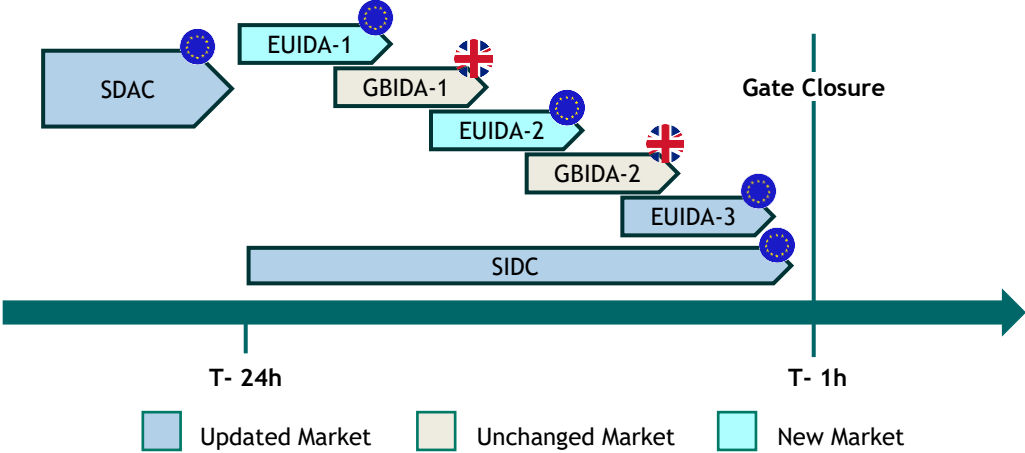 EUIDA-1
SDAC
GBIDA-1
Gate Closure
EUIDA-2
GBIDA-2
EUIDA-3
SIDC
T- 24h
T- 1h
Updated Market
Unchanged Market
New Market